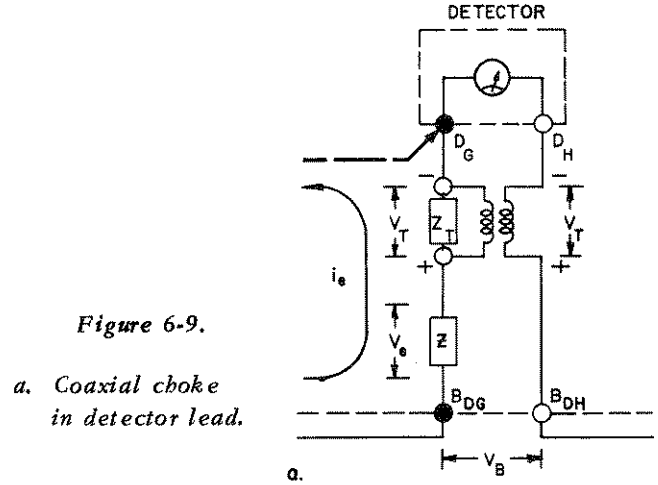 DETECTOR
D_G
D_H
− −
V_T
Z_T
V_T
+ +
i_e
Figure 6-9.
V_e
Z
a. Coaxial choke
in detector lead.
B_DG
B_DH
V_B
a.